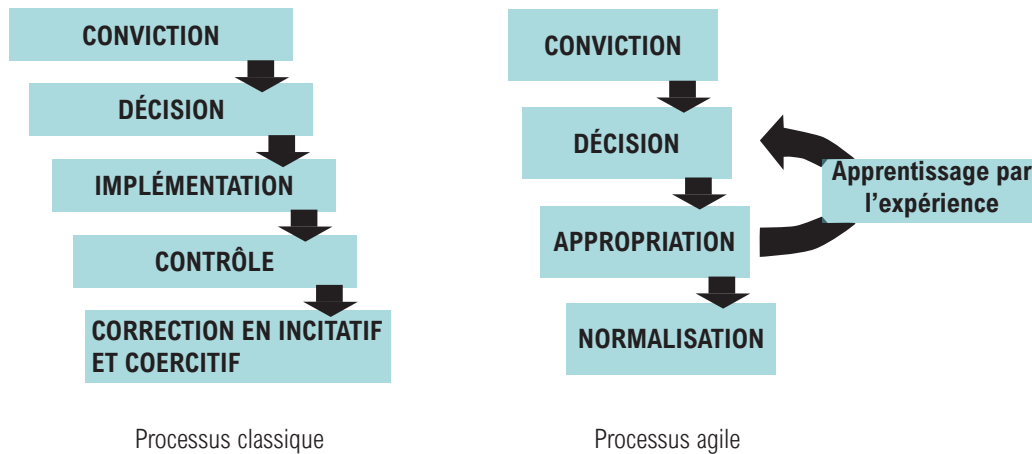 CONVICTION
DÉCISION
IMPLÉMENTATION
CONTRÔLE
CORRECTION EN INCITATIF
ET COERCITIF
Processus classique
CONVICTION
DÉCISION
APPROPRIATION
NORMALISATION
Apprentissage par
l’expérience
Processus agile